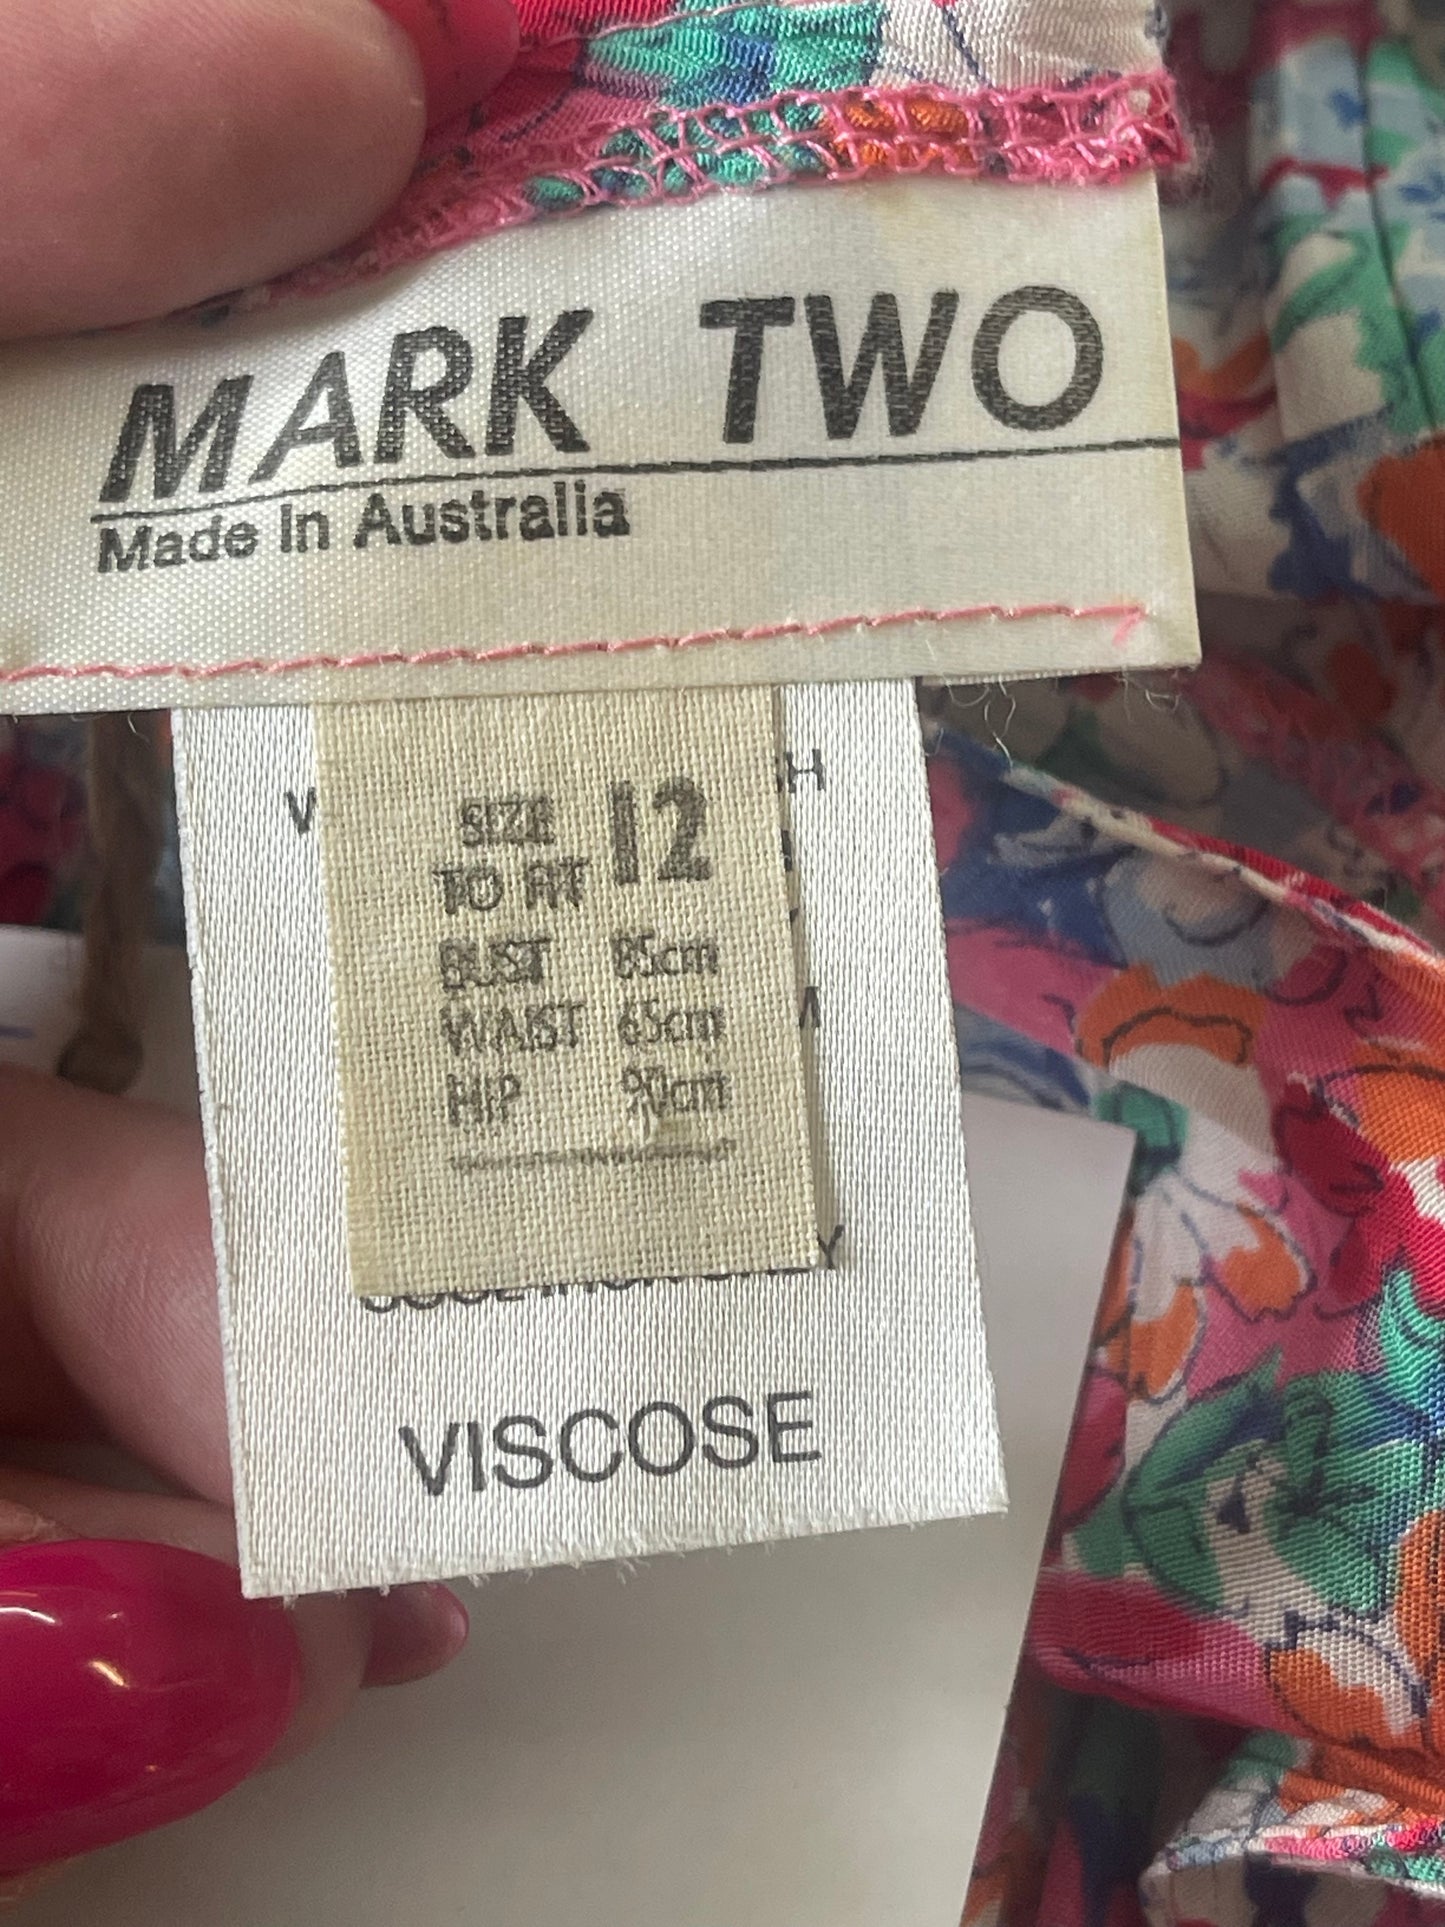 MARK TWO
Made In Australia
SIZE 12
TO FIT
BUST 85cm
WAIST 65cm
HIP 90cm
VISCOSE